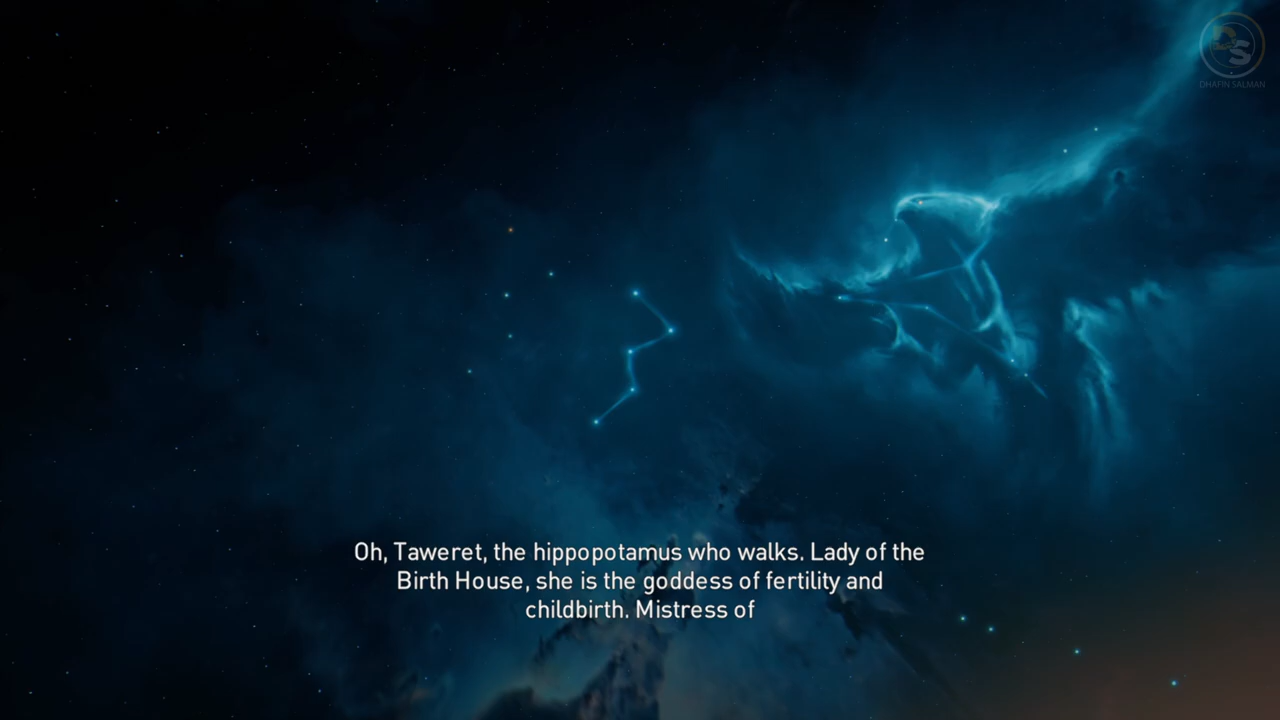 DHAFIN SALMAN
Oh, Taweret, the hippopotamus who walks. Lady of the
Birth House, she is the goddess of fertility and
childbirth. Mistress of